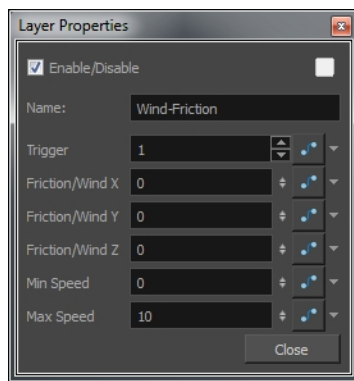 Layer Properties
Enable/Disable
Name: Wind-Friction
Trigger 1
Friction/Wind X 0
Friction/Wind Y 0
Friction/Wind Z 0
Min Speed 0
Max Speed 10
Close